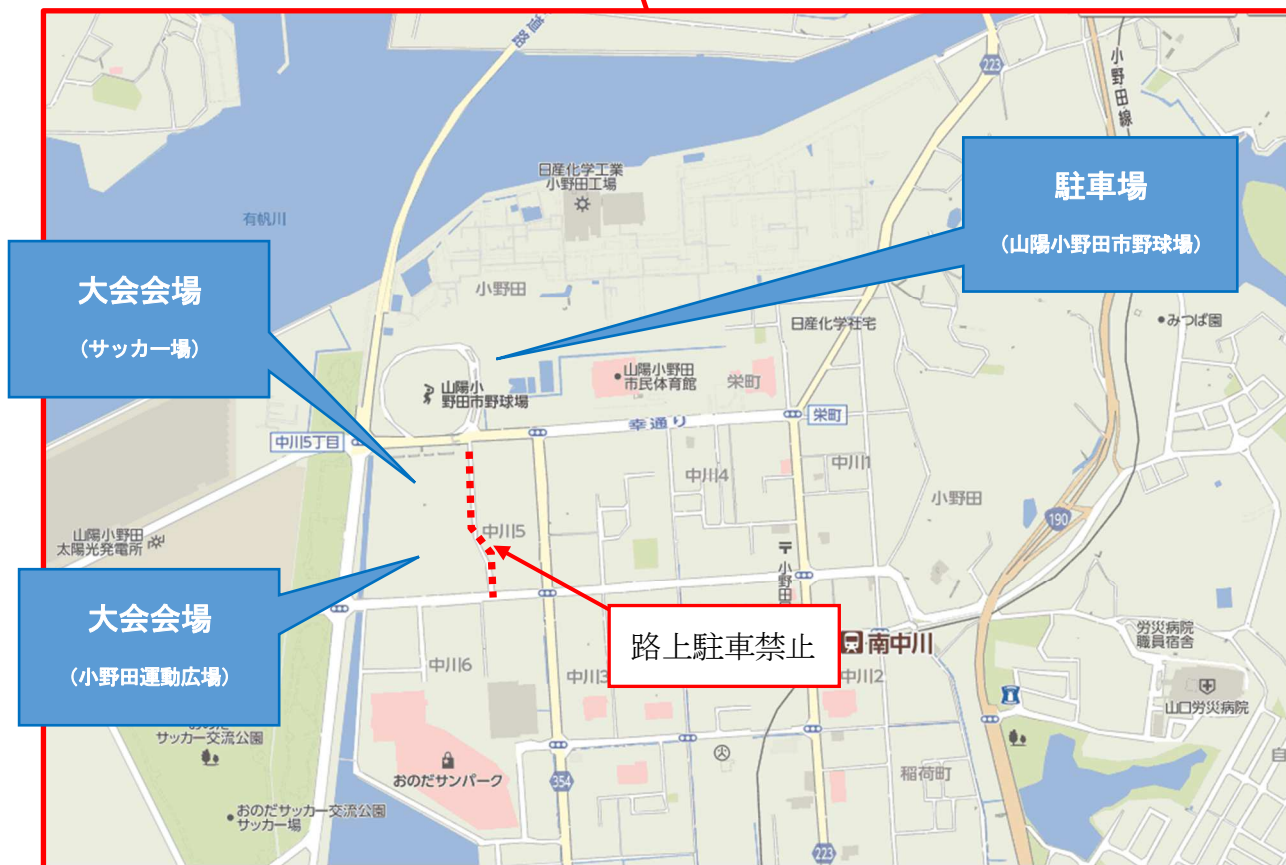 道路
223
小野田線
日産化学工業
小野田工場
駐車場
(山陽小野田市野球場)
有帆川
大会会場
(サッカー場)
小野田
日産化学社宅
みつば園
山陽小野田
市民体育館
栄町
山陽小
野田市野球場
栄町
幸通り
中川5丁目
中川4
中川1
小野田
190
山陽小野田
太陽光発電所
中川5
小野田
大会会場
(小野田運動広場)
路上駐車禁止
南中川
労災病院
職員宿舎
中川6
中川3
中川2
山口労災病院
サッカー交流公園
おのだサンパーク
354
稲荷町
自
おのだサッカー交流公園
サッカー場
223